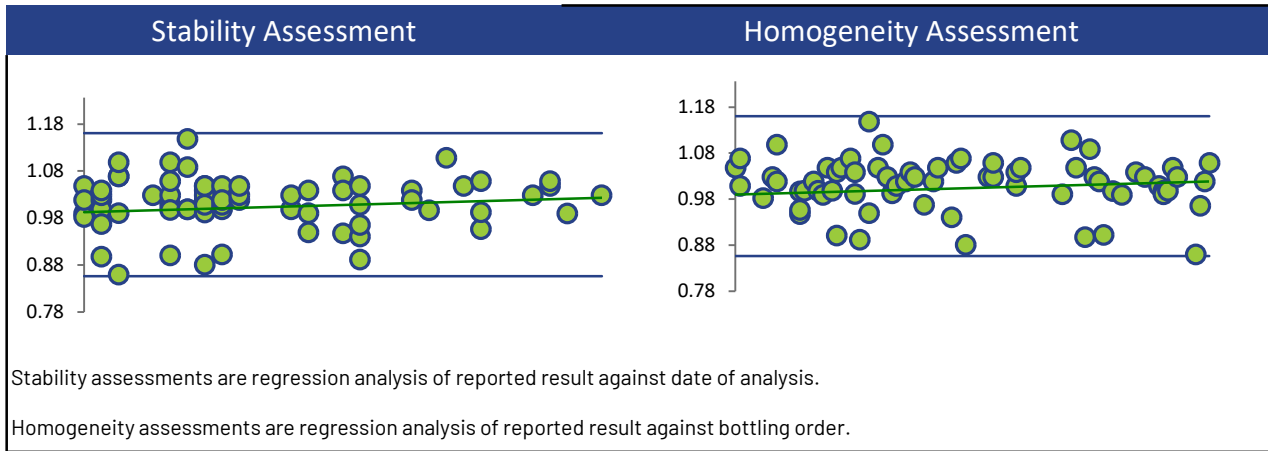 Stability Assessment
Homogeneity Assessment
1.18
1.08
0.98
0.88
0.78
1.18
1.08
0.98
0.88
0.78
Stability assessments are regression analysis of reported result against date of analysis.
Homogeneity assessments are regression analysis of reported result against bottling order.